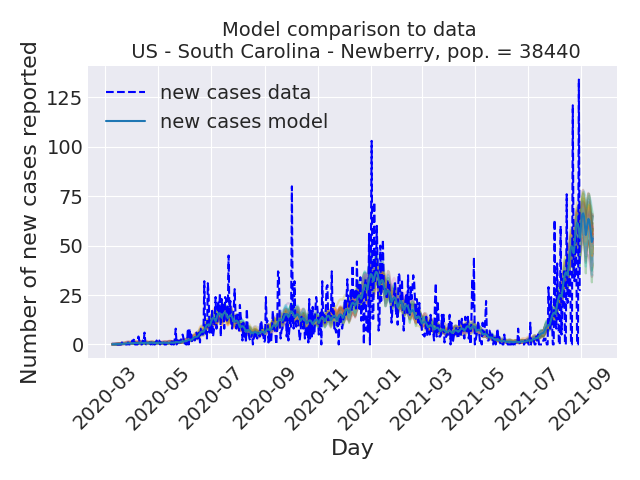 Model comparison to data
US - South Carolina - Newberry, pop. = 38440
Number of new cases reported
125
100
75
50
25
0
new cases data
new cases model
2020-03
2020-05
2020-07
2020-09
2020-11
2021-01
2021-03
2021-05
2021-07
2021-09
Day